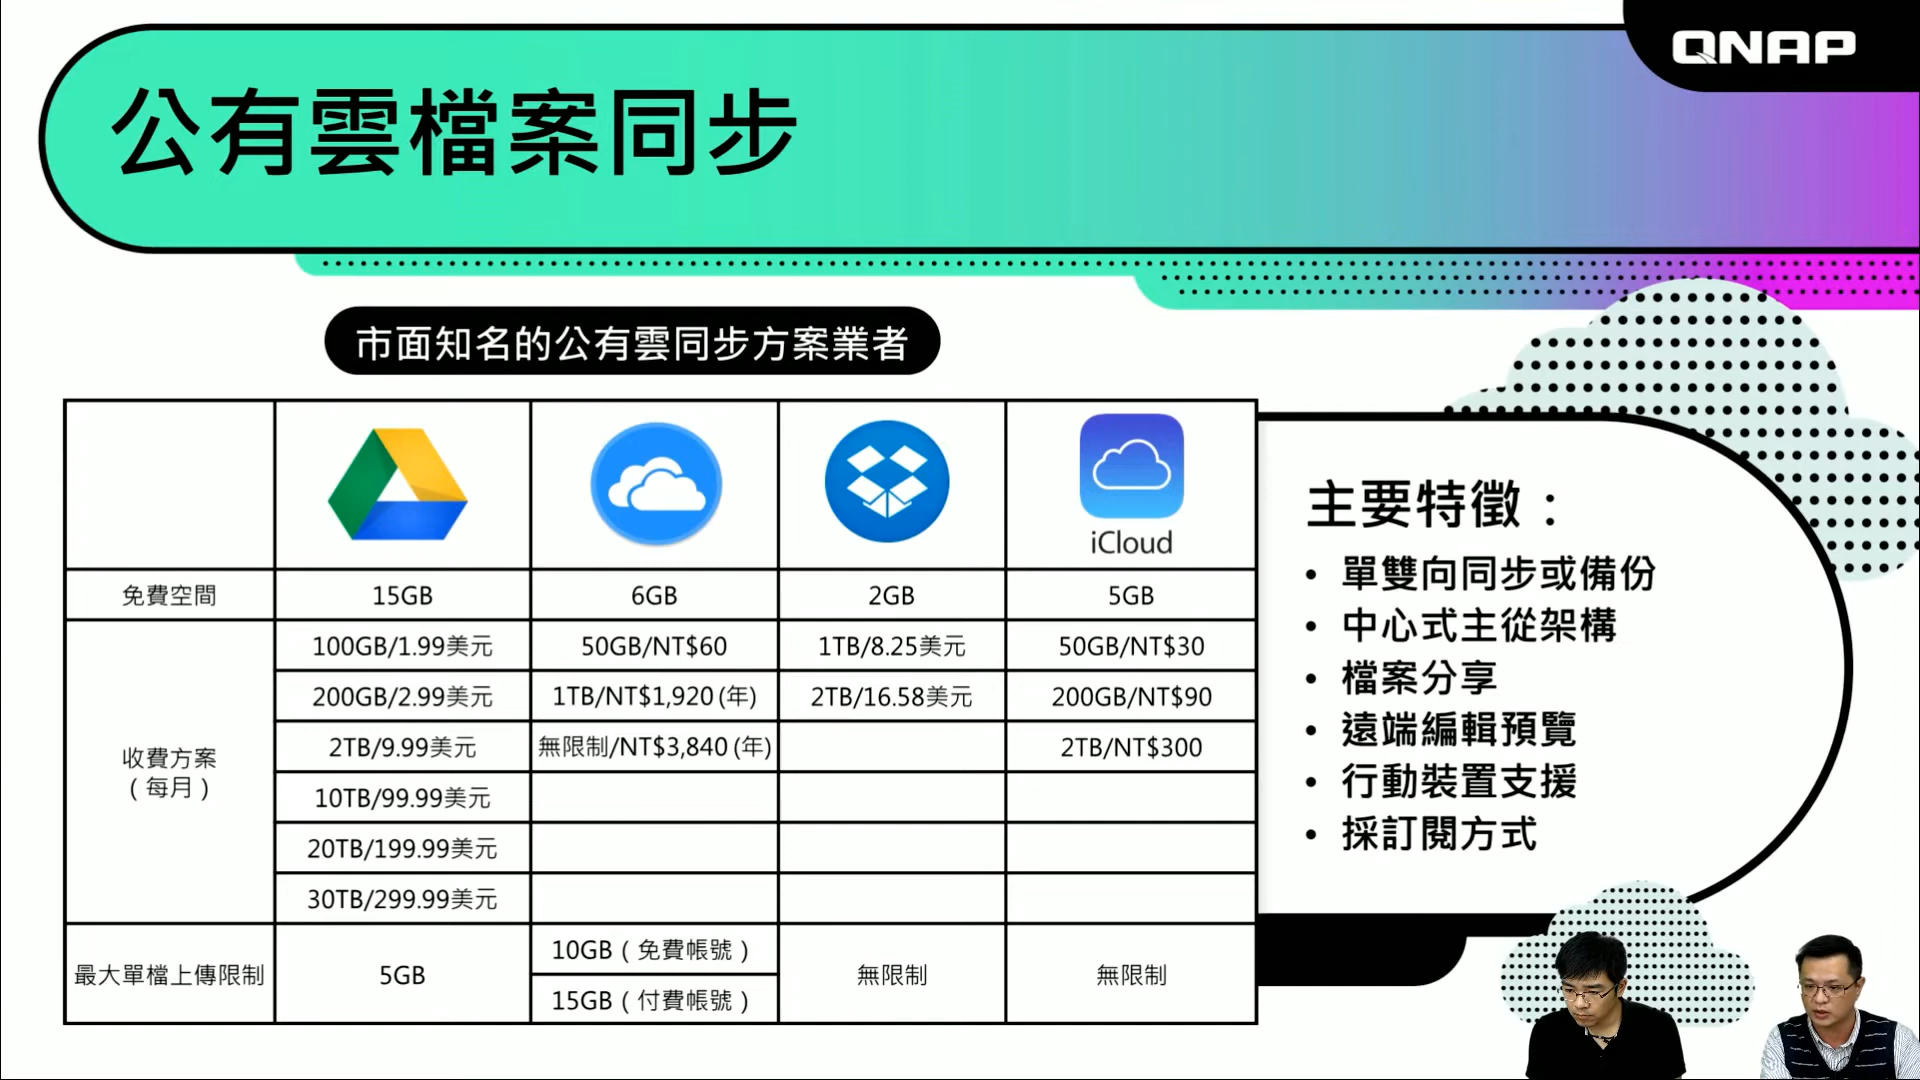 QNAP
公有雲檔案同步
市面知名的公有雲同步方案業者
iCloud
免費空間 15GB 6GB 2GB 5GB
收費方案
(每月)
100GB/1.99美元 50GB/NT$60 1TB/8.25美元 50GB/NT$30
200GB/2.99美元 1TB/NT$1,920 (年) 2TB/16.58美元 200GB/NT$90
2TB/9.99美元 無限制/NT$3,840 (年) 2TB/NT$300
10TB/99.99美元
20TB/199.99美元
30TB/299.99美元
最大單檔上傳限制 5GB 10GB(免費帳號) 無限制 無限制
15GB(付費帳號)
主要特徵:
• 單雙向同步或備份
• 中心式主從架構
• 檔案分享
• 遠端編輯預覽
• 行動裝置支援
• 採訂閱方式